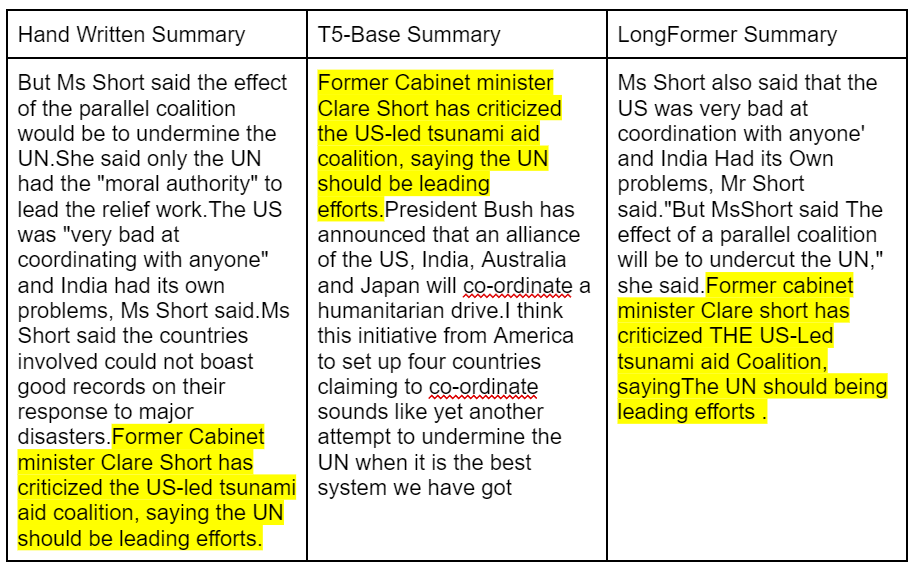 Hand Written Summary
T5-Base Summary
LongFormer Summary
But Ms Short said the effect
of the parallel coalition
would be to undermine the
UN.She said only the UN
had the "moral authority" to
lead the relief work.The US
was "very bad at
coordinating with anyone"
and India had its own
problems, Ms Short said.Ms
Short said the countries
involved could not boast
good records on their
response to major
disasters.Former Cabinet
minister Clare Short has
criticized the US-led tsunami
aid coalition, saying the UN
should be leading efforts.
Former Cabinet minister
Clare Short has criticized
the US-led tsunami aid
coalition, saying the UN
should be leading
efforts.President Bush has
announced that an alliance
of the US, India, Australia
and Japan will co-ordinate a
humanitarian drive.I think
this initiative from America
to set up four countries
claiming to co-ordinate
sounds like yet another
attempt to undermine the
UN when it is the best
system we have got
Ms Short also said that the
US was very bad at
coordination with anyone'
and India Had its Own
problems, Mr Short
said."But MsShort said The
effect of a parallel coalition
will be to undercut the UN,"
she said.Former cabinet
minister Clare short has
criticized THE US-Led
tsunami aid Coalition,
sayingThe UN should being
leading efforts .